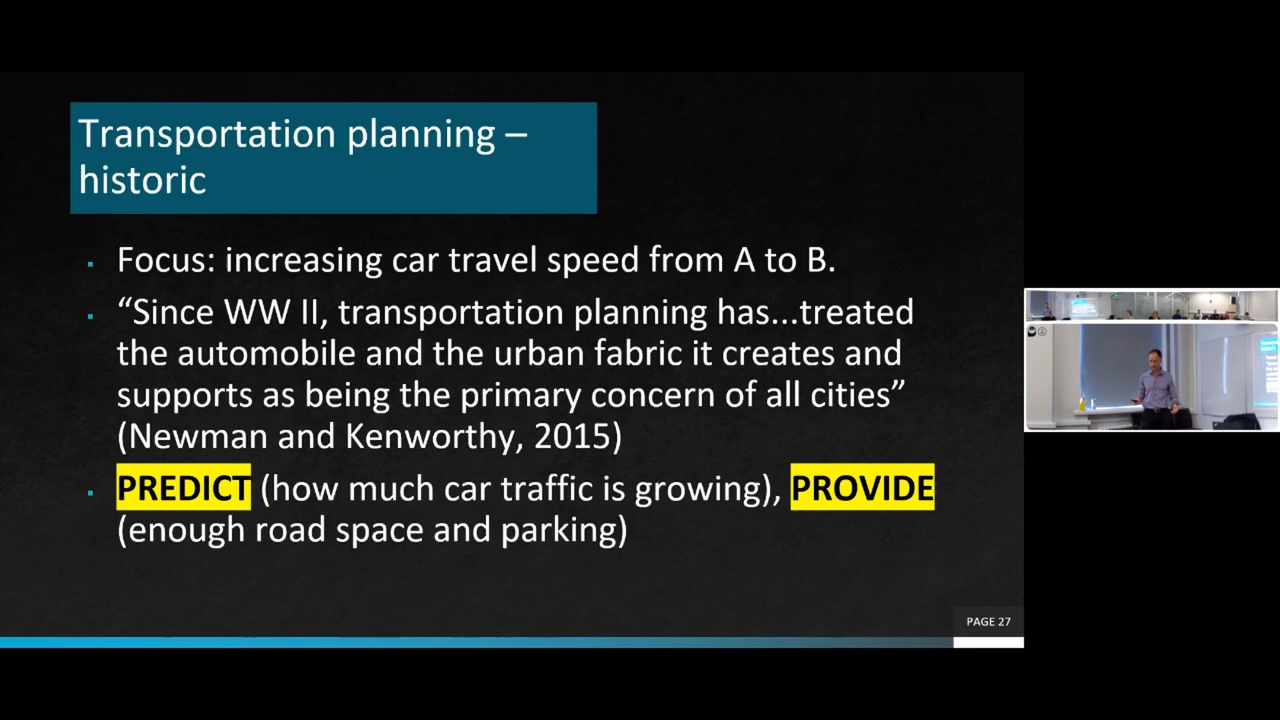 Transportation planning –
historic
Focus: increasing car travel speed from A to B.
“Since WW II, transportation planning has...treated
the automobile and the urban fabric it creates and
supports as being the primary concern of all cities”
(Newman and Kenworthy, 2015)
PREDICT (how much car traffic is growing), PROVIDE
(enough road space and parking)
PAGE 27